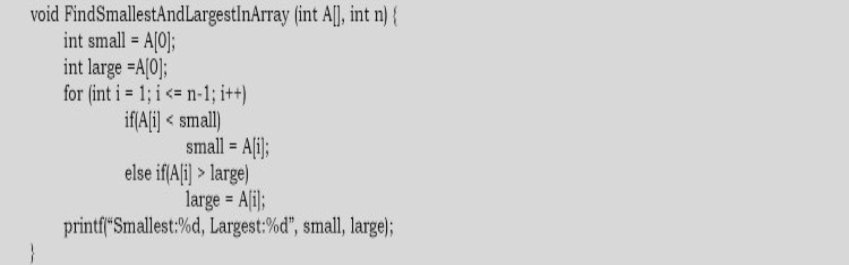 void FindSmallestAndLargestInArray (int A[], int n) {
int small = A[0];
int large =A[0];
for (int i = 1; i <= n-1; i++)
if(A[i] < small)
small = A[i];
else if(A[i] > large)
large = A[i];
printf(“Smallest:%d, Largest:%d”, small, large);
}